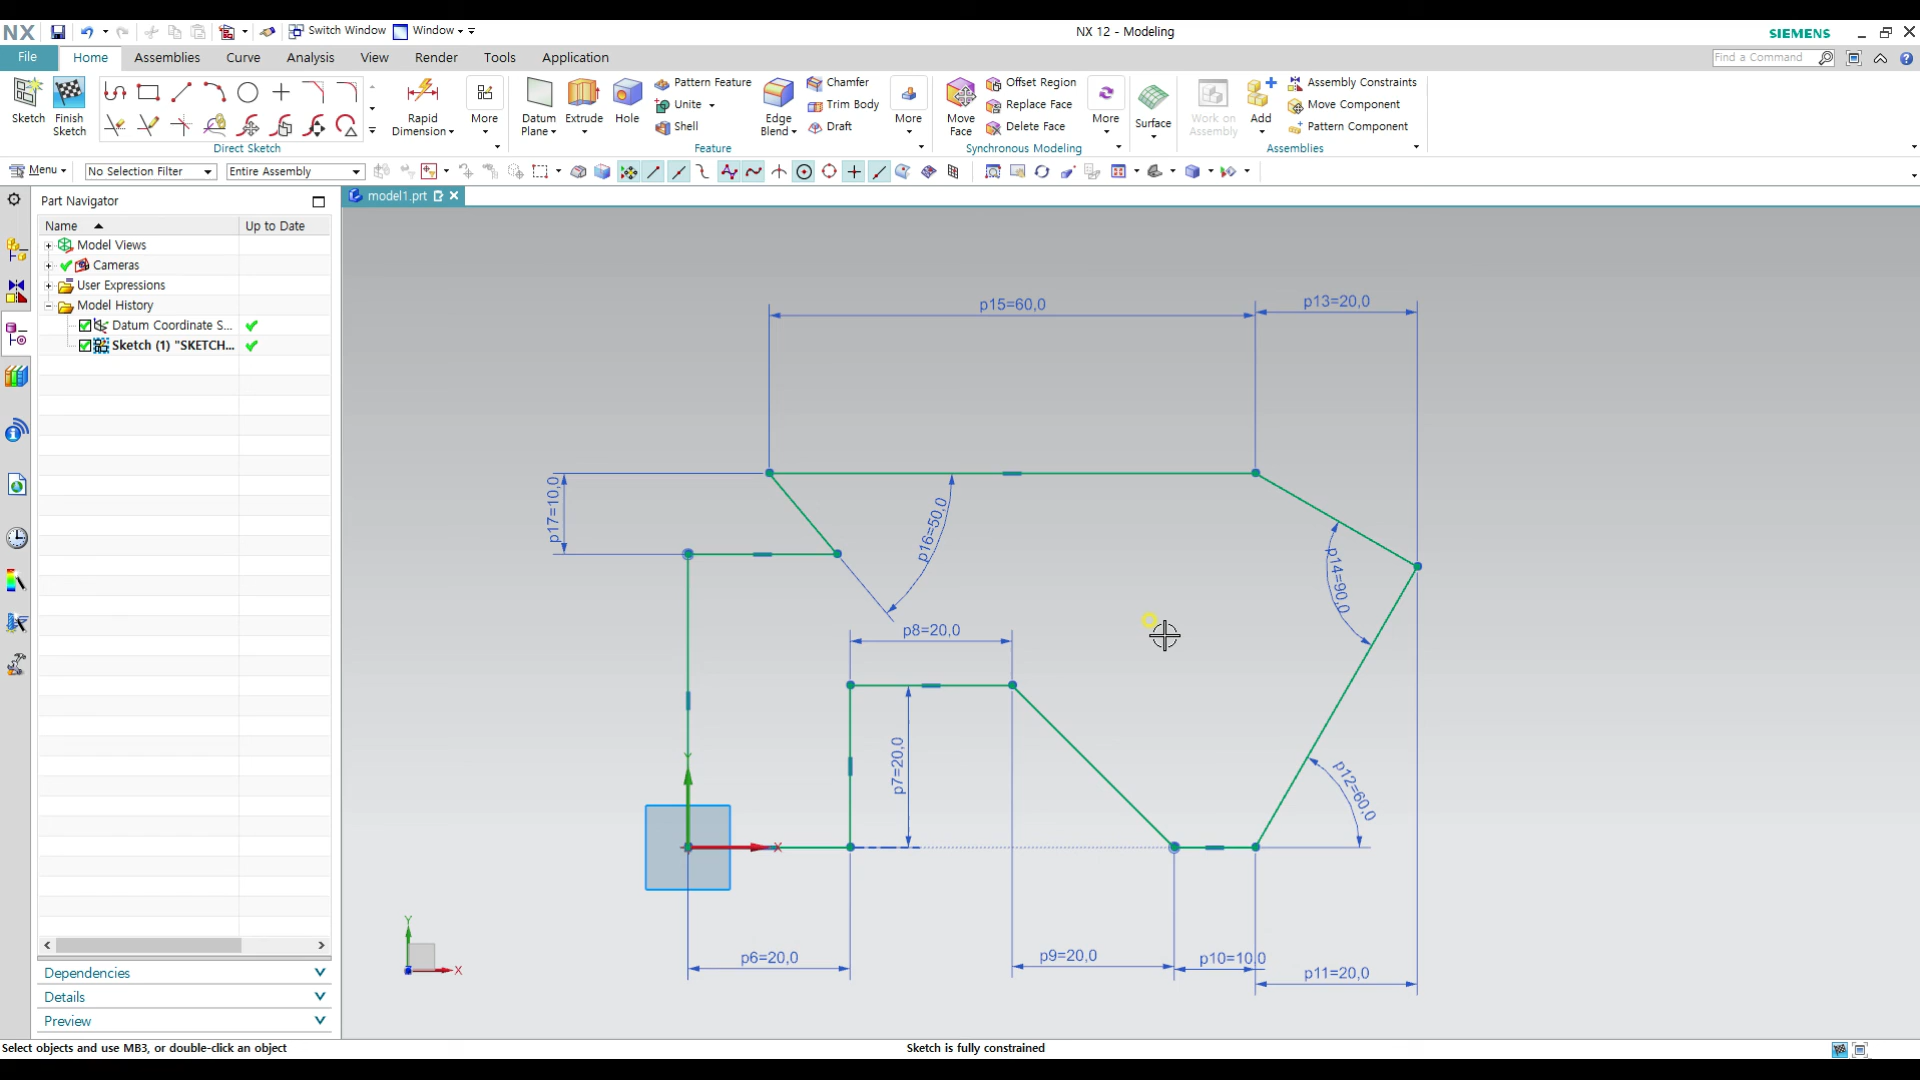 NX
Switch Window
Window
NX 12 - Modeling
SIEMENS
File
Home
Assemblies
Curve
Analysis
View
Render
Tools
Application
Find a Command
Sketch
Finish Sketch
Direct Sketch
Rapid Dimension
More
Datum Plane
Extrude
Hole
Pattern Feature
Unite
Shell
Edge Blend
Chamfer
Trim Body
Draft
More
Feature
Move Face
Offset Region
Replace Face
Delete Face
More
Synchronous Modeling
Surface
Work on Assembly
Add
Assembly Constraints
Move Component
Pattern Component
Assemblies
Menu
No Selection Filter
Entire Assembly
Part Navigator
model1.prt
Name
Up to Date
Model Views
Cameras
User Expressions
Model History
Datum Coordinate S...
Sketch (1) "SKETCH...
Dependencies
Details
Preview
p15=60,0
p13=20,0
p17=10,0
p16=50,0
p14=90,0
p8=20,0
p7=20,0
p12=60,0
Y
X
p6=20,0
p9=20,0
p10=10,0
p11=20,0
Y
X
Select objects and use MB3, or double-click an object
Sketch is fully constrained